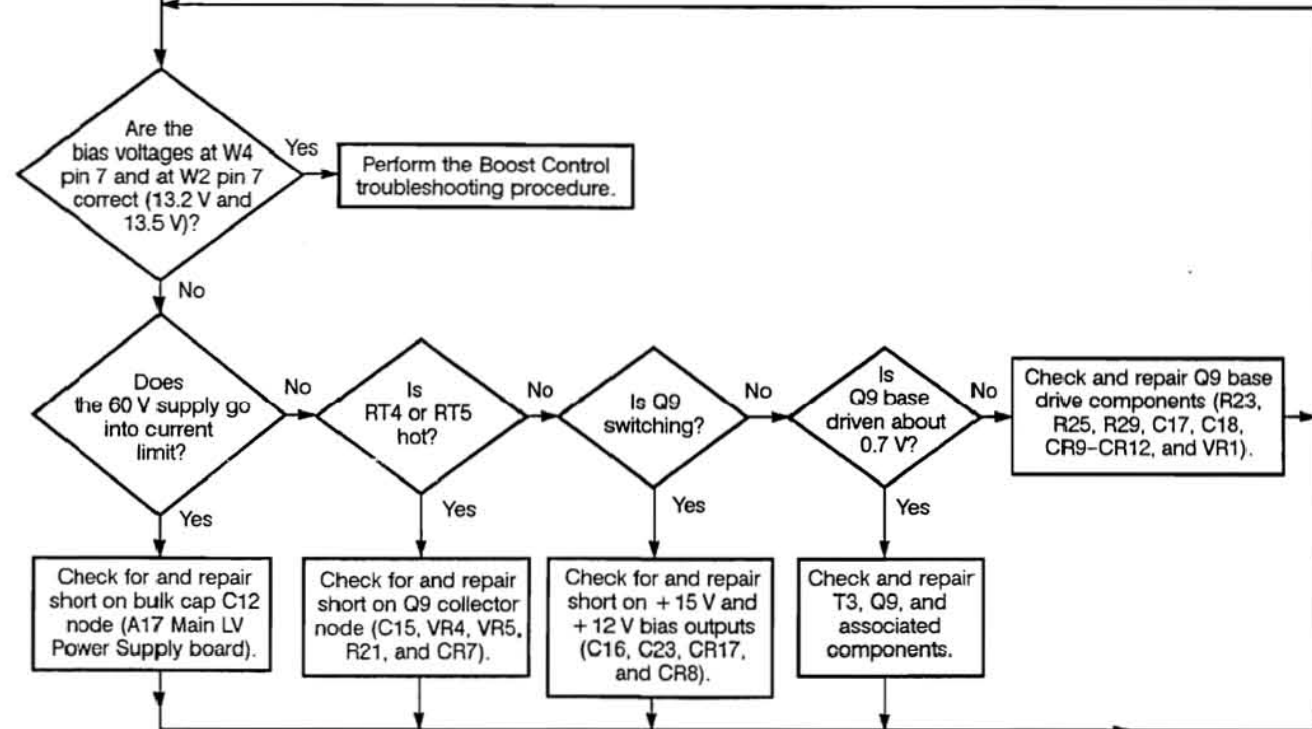 Are the
bias voltages at W4
pin 7 and at W2 pin 7
correct (13.2 V and
13.5 V)?
Yes
Perform the Boost Control
troubleshooting procedure.
No
Does
the 60 V supply go
into current
limit?
No
Is
RT4 or RT5
hot?
No
Is Q9
switching?
No
Is
Q9 base
driven about
0.7 V?
No
Check and repair Q9 base
drive components (R23,
R25, R29, C17, C18,
CR9–CR12, and VR1).
Yes
Yes
Yes
Yes
Check for and repair
short on bulk cap C12
node (A17 Main LV
Power Supply board).
Check for and repair
short on Q9 collector
node (C15, VR4, VR5,
R21, and CR7).
Check for and repair
short on +15 V and
+12 V bias outputs
(C16, C23, CR17,
and CR8).
Check and repair
T3, Q9, and
associated
components.